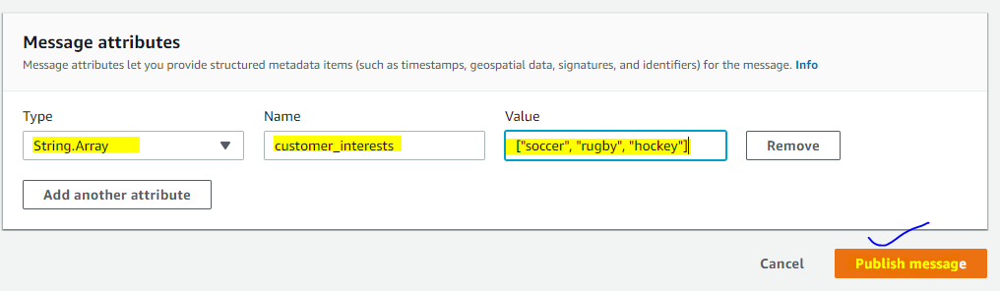 Message attributes
Message attributes let you provide structured metadata items (such as timestamps, geospatial data, signatures, and identifiers) for the message. Info
Type Name Value
String.Array customer_interests ["soccer", "rugby", "hockey"] Remove
Add another attribute
Cancel Publish message